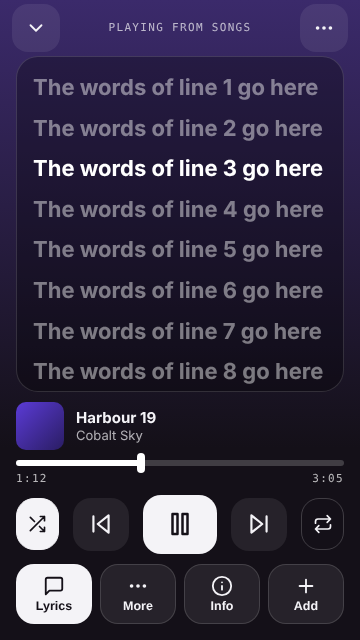 PLAYING FROM SONGS
The words of line 1 go here
The words of line 2 go here
The words of line 3 go here
The words of line 4 go here
The words of line 5 go here
The words of line 6 go here
The words of line 7 go here
The words of line 8 go here
Harbour 19
Cobalt Sky
1:12 3:05
Lyrics More Info Add